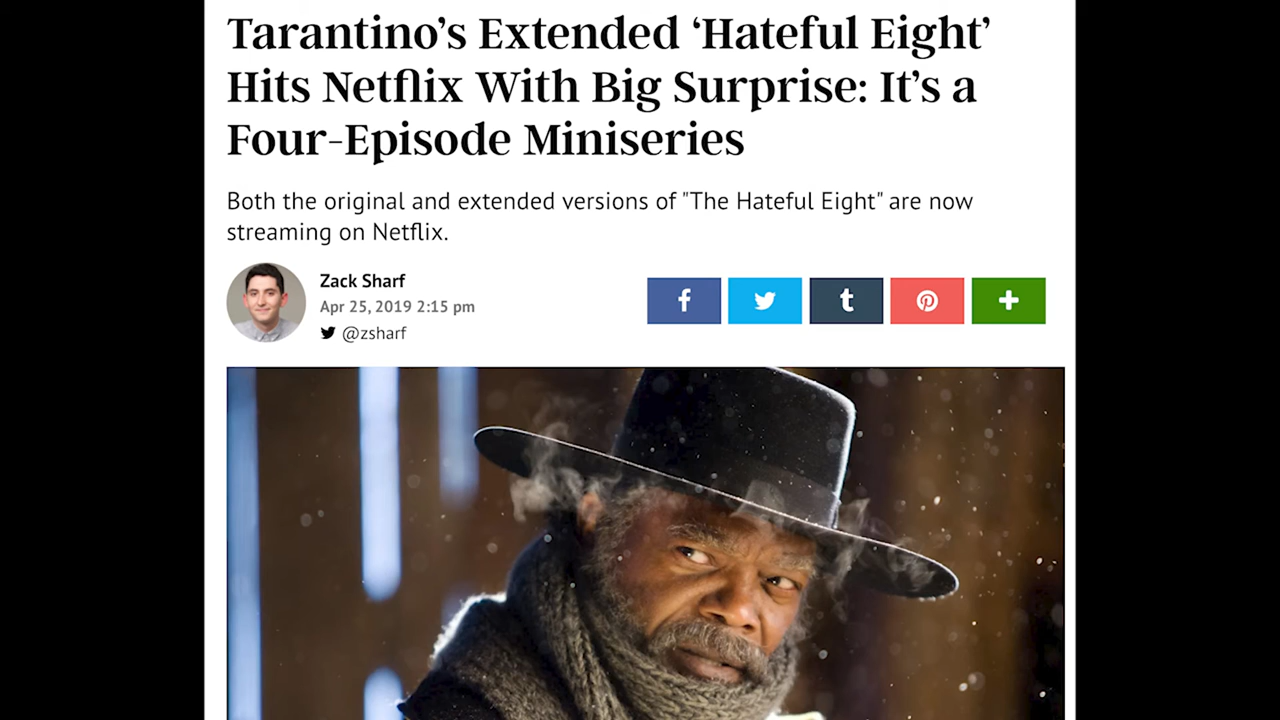 Tarantino’s Extended ‘Hateful Eight’
Hits Netflix With Big Surprise: It’s a
Four-Episode Miniseries
Both the original and extended versions of "The Hateful Eight" are now
streaming on Netflix.
Zack Sharf
Apr 25, 2019 2:15 pm
@zsharf